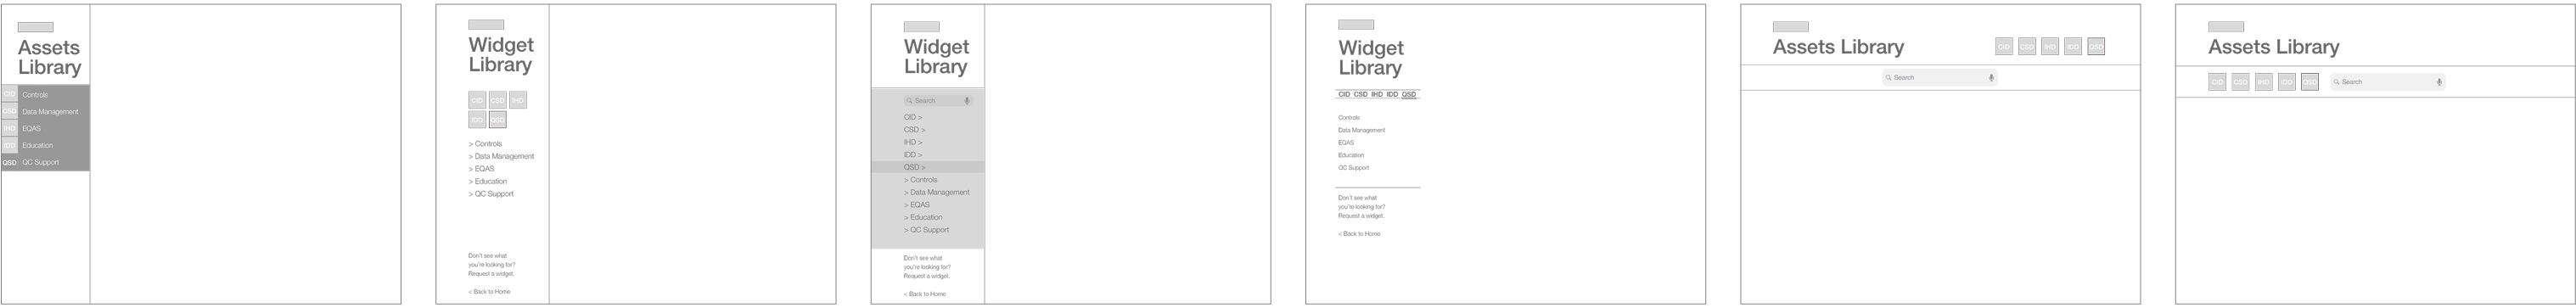 Assets
Library
CID Controls
CSD Data Management
IHD EQAS
IDD Education
QSD QC Support
Widget
Library
CID CSD IHD
IDD QSD
> Controls
> Data Management
> EQAS
> Education
> QC Support
Don't see what
you're looking for?
Request a widget.
< Back to Home
Widget
Library
Search
CID >
CSD >
IHD >
IDD >
QSD >
> Controls
> Data Management
> EQAS
> Education
> QC Support
Don't see what
you're looking for?
Request a widget.
< Back to Home
Widget
Library
CID CSD IHD IDD QSD
Controls
Data Management
EQAS
Education
QC Support
Don't see what
you're looking for?
Request a widget.
< Back to Home
Assets Library
CID CSD IHD IDD QSD
Search
Assets Library
CID CSD IHD IDD QSD
Search